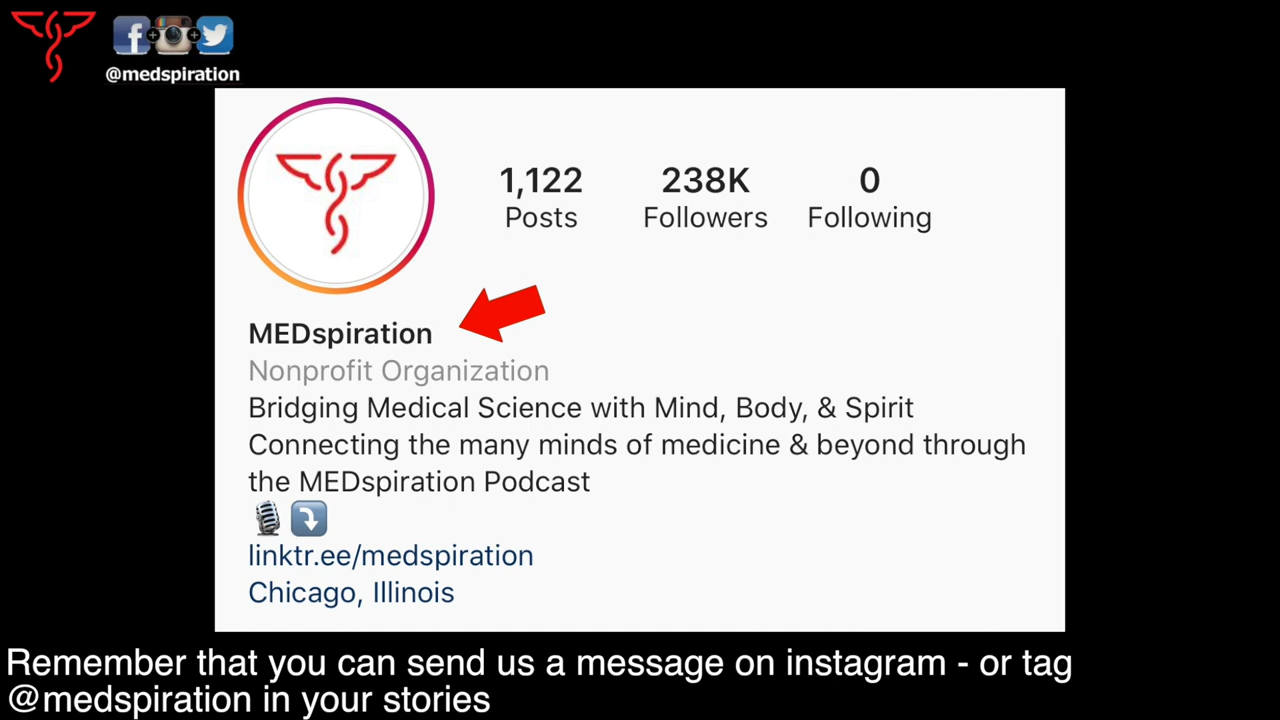 @medspiration
1,122
Posts
238K
Followers
0
Following
MEDspiration
Nonprofit Organization
Bridging Medical Science with Mind, Body, & Spirit
Connecting the many minds of medicine & beyond through
the MEDspiration Podcast
linktr.ee/medspiration
Chicago, Illinois
Remember that you can send us a message on instagram - or tag
@medspiration in your stories